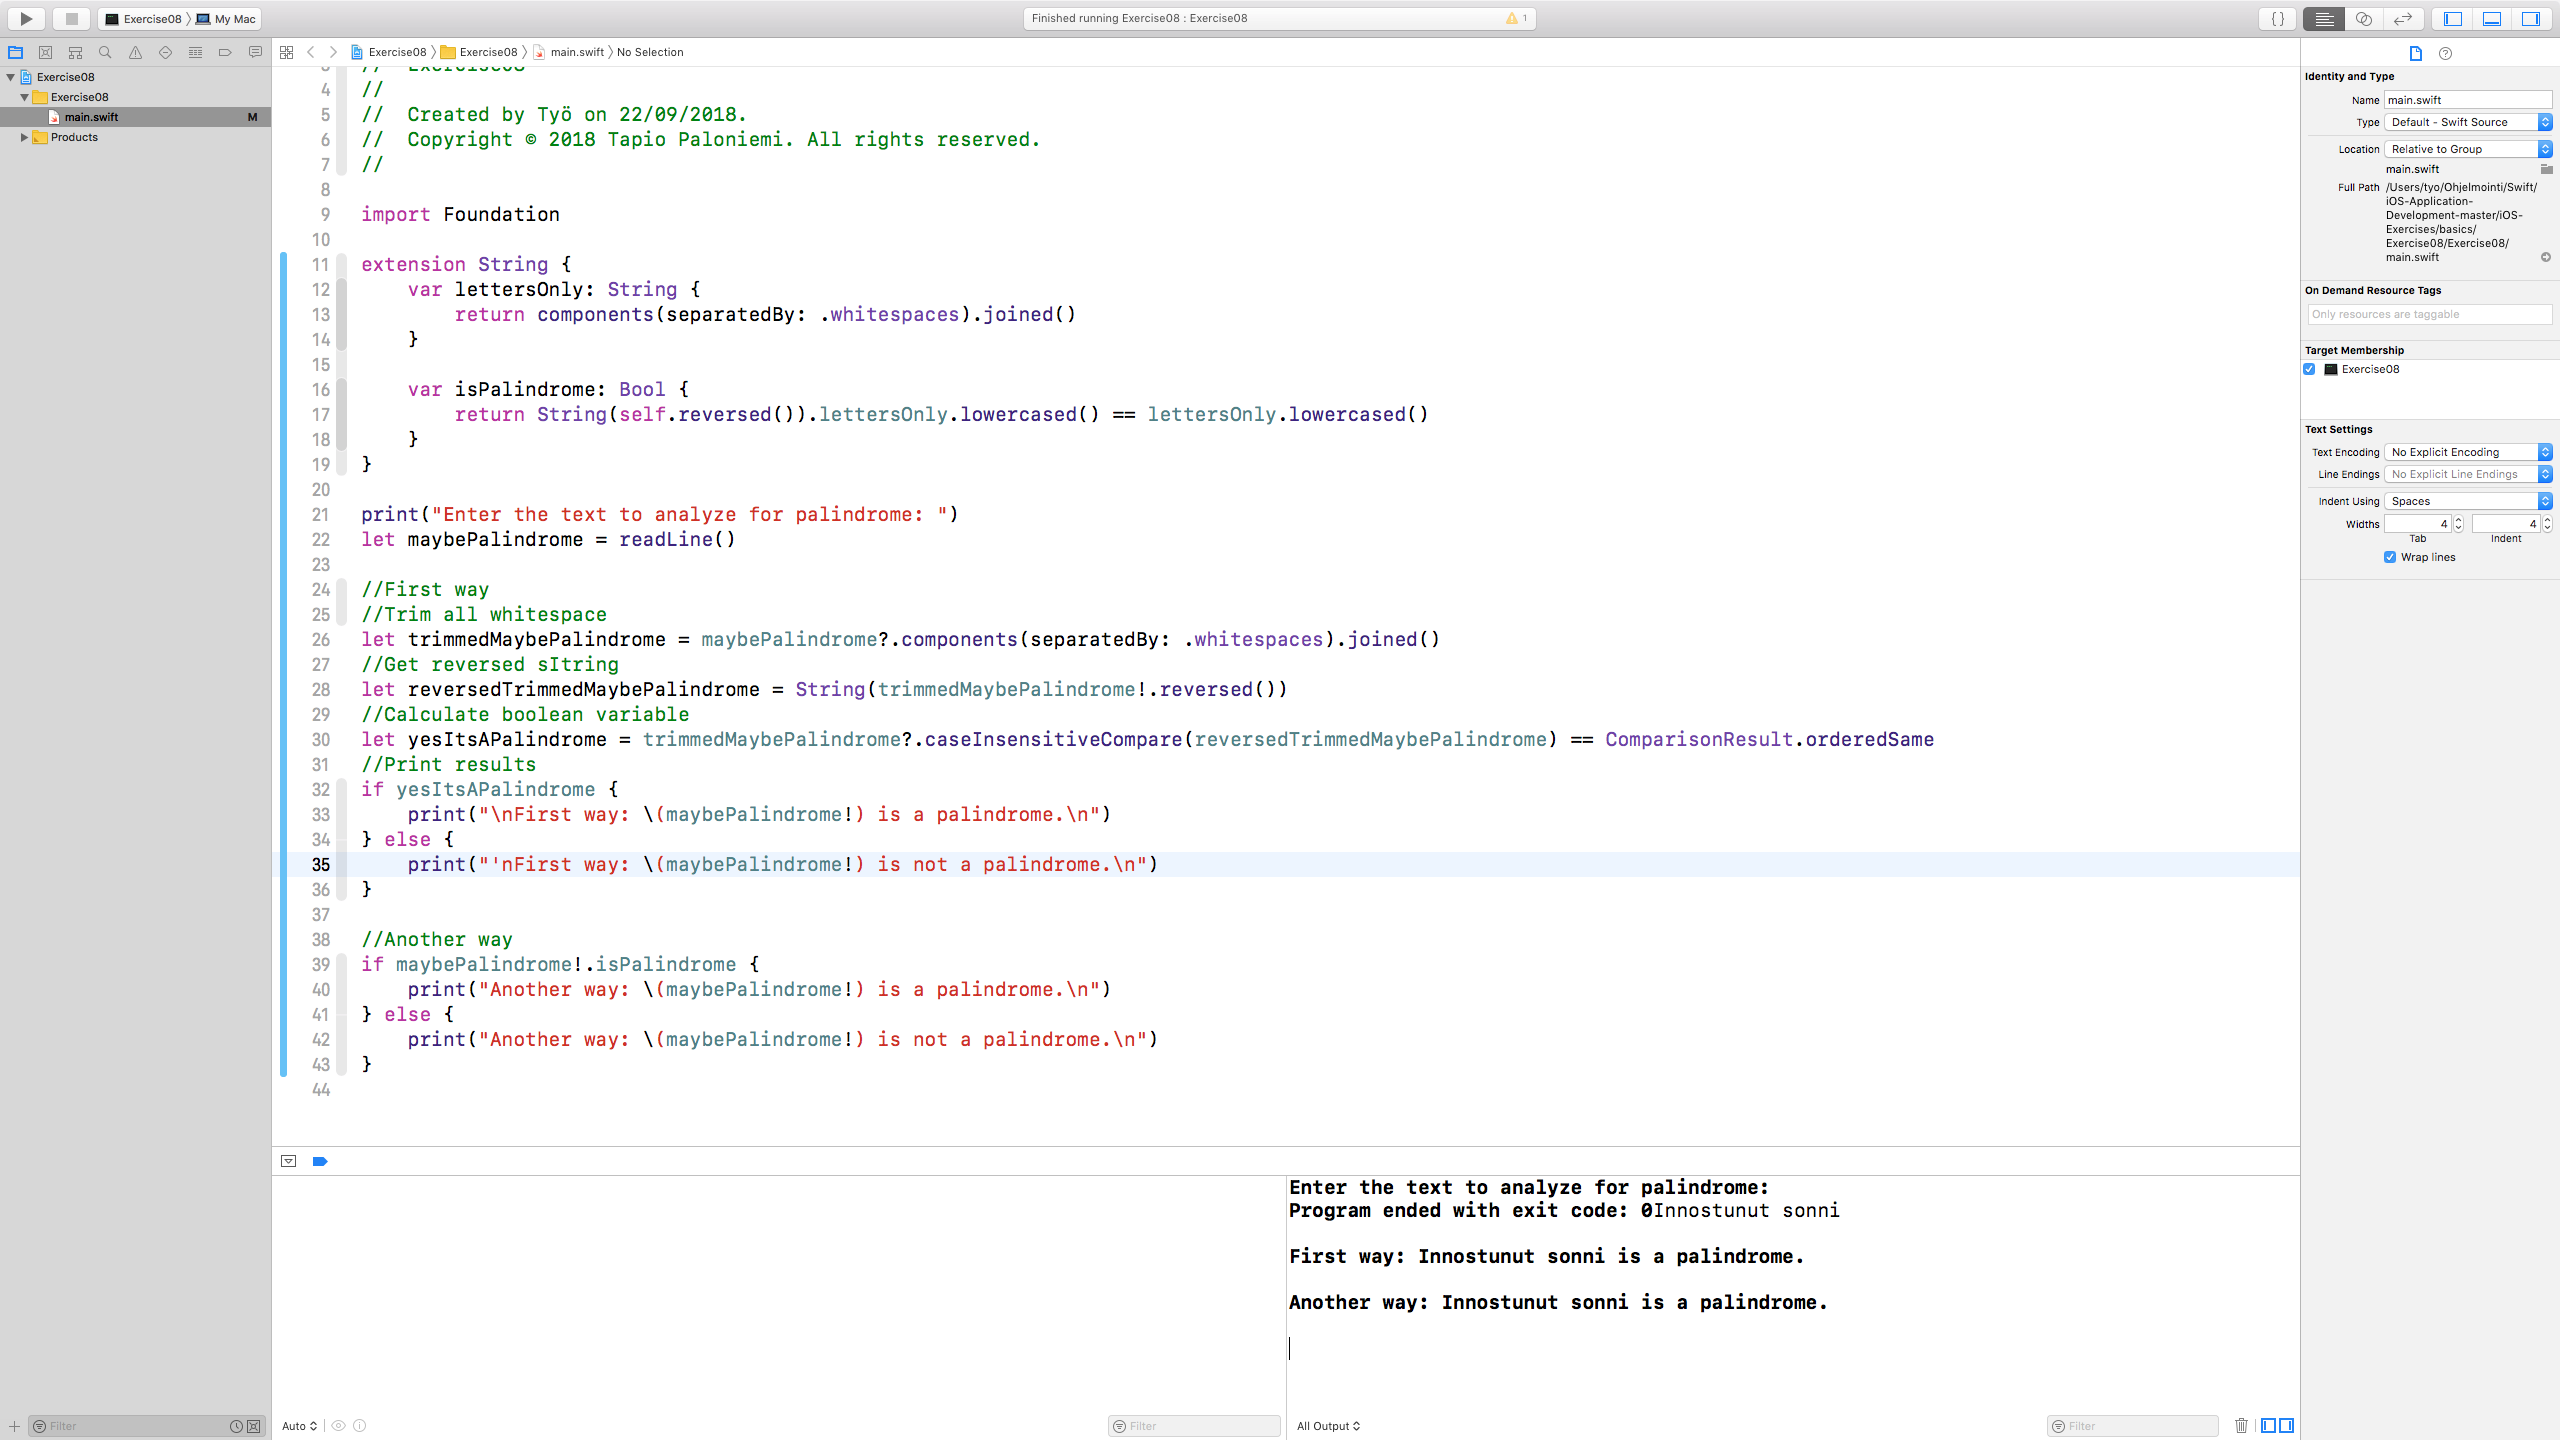 Exercise08 〉 My Mac
Finished running Exercise08 : Exercise08
1
{}
Exercise08
Exercise08
main.swift M
Products
Exercise08 〉 Exercise08 〉 main.swift 〉 No Selection
3 //  Exercise08
4 //
5 //  Created by Työ on 22/09/2018.
6 //  Copyright © 2018 Tapio Paloniemi. All rights reserved.
7 //
8
9 import Foundation
10
11 extension String {
12     var lettersOnly: String {
13         return components(separatedBy: .whitespaces).joined()
14     }
15
16     var isPalindrome: Bool {
17         return String(self.reversed()).lettersOnly.lowercased() == lettersOnly.lowercased()
18     }
19 }
20
21 print("Enter the text to analyze for palindrome: ")
22 let maybePalindrome = readLine()
23
24 //First way
25 //Trim all whitespace
26 let trimmedMaybePalindrome = maybePalindrome?.components(separatedBy: .whitespaces).joined()
27 //Get reversed sItring
28 let reversedTrimmedMaybePalindrome = String(trimmedMaybePalindrome!.reversed())
29 //Calculate boolean variable
30 let yesItsAPalindrome = trimmedMaybePalindrome?.caseInsensitiveCompare(reversedTrimmedMaybePalindrome) == ComparisonResult.orderedSame
31 //Print results
32 if yesItsAPalindrome {
33     print("\nFirst way: \(maybePalindrome!) is a palindrome.\n")
34 } else {
35     print("'nFirst way: \(maybePalindrome!) is not a palindrome.\n")
36 }
37
38 //Another way
39 if maybePalindrome!.isPalindrome {
40     print("Another way: \(maybePalindrome!) is a palindrome.\n")
41 } else {
42     print("Another way: \(maybePalindrome!) is not a palindrome.\n")
43 }
44
Enter the text to analyze for palindrome:
Program ended with exit code: 0Innostunut sonni
First way: Innostunut sonni is a palindrome.
Another way: Innostunut sonni is a palindrome.
Filter
Auto
Filter
All Output
Filter
Identity and Type
Name main.swift
Type Default - Swift Source
Location Relative to Group
main.swift
Full Path /Users/tyo/Ohjelmointi/Swift/
iOS-Application-
Development-master/iOS-
Exercises/basics/
Exercise08/Exercise08/
main.swift
On Demand Resource Tags
Only resources are taggable
Target Membership
Exercise08
Text Settings
Text Encoding No Explicit Encoding
Line Endings No Explicit Line Endings
Indent Using Spaces
Widths 4 4
Tab Indent
Wrap lines